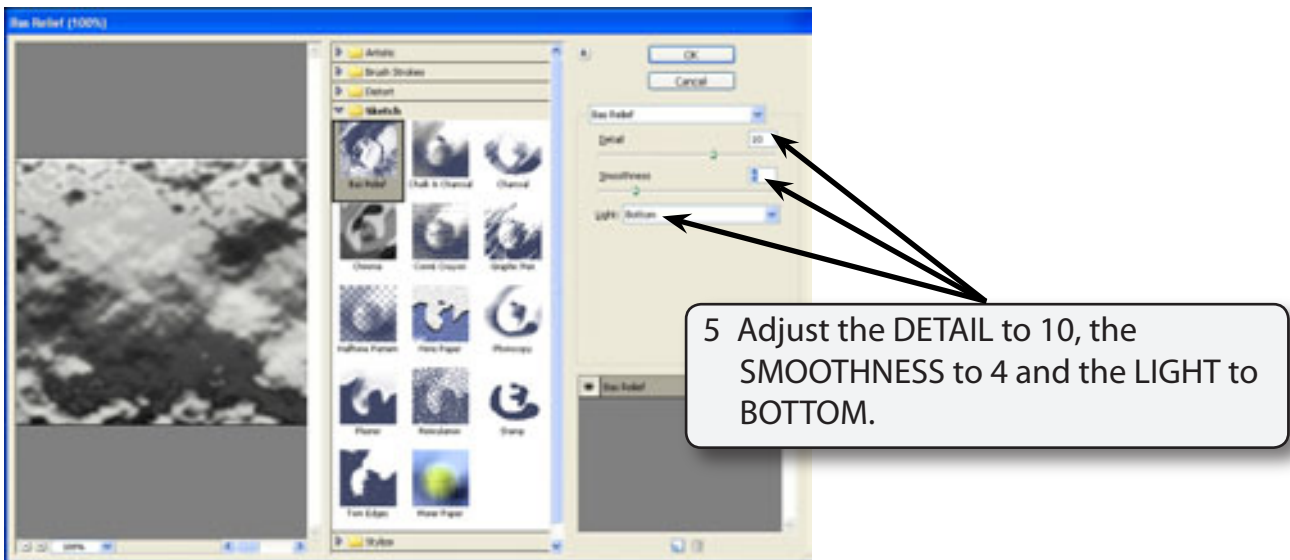 Bas Relief (100%)
Artistic
Brush Strokes
Distort
Sketch
Bas Relief
Chalk & Charcoal
Charcoal
Chrome
Conté Crayon
Graphic Pen
Halftone Pattern
Note Paper
Photocopy
Plaster
Reticulation
Stamp
Torn Edges
Water Paper
Stylize
100%
OK
Cancel
Bas Relief
Detail 10
Smoothness
Light: Bottom
Bas Relief
5 Adjust the DETAIL to 10, the
SMOOTHNESS to 4 and the LIGHT to
BOTTOM.